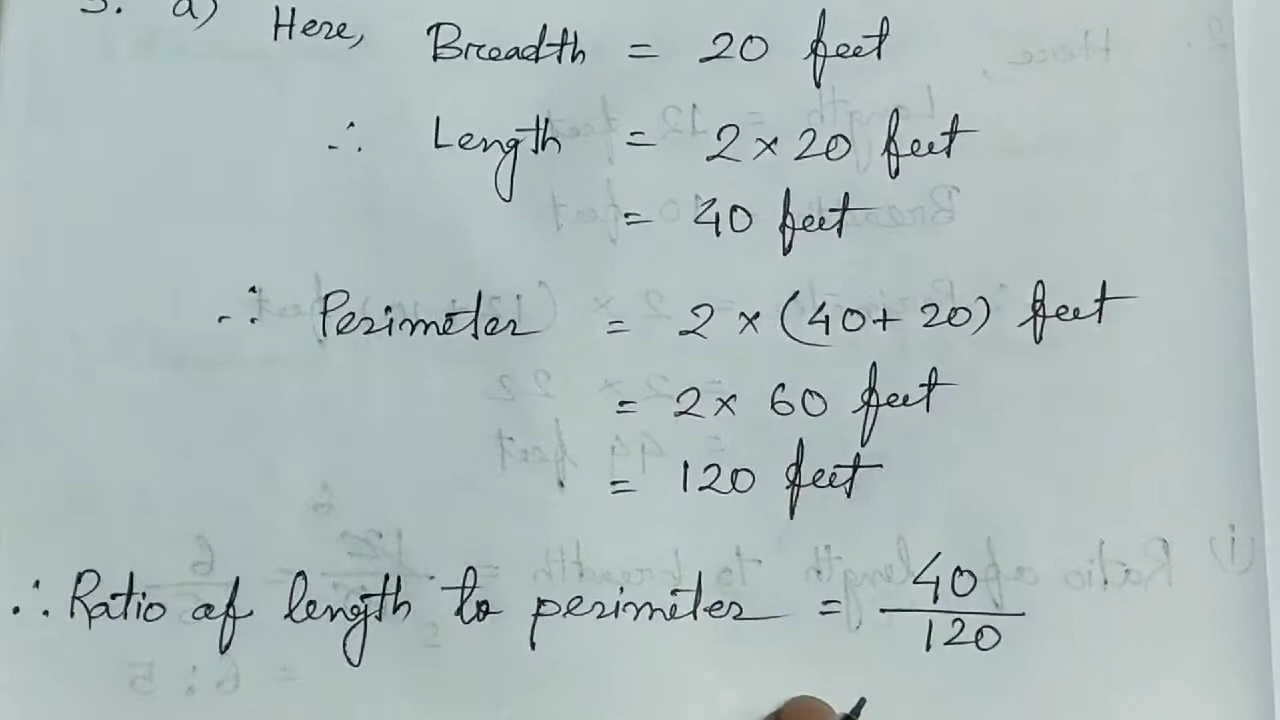 3. a) Here, Breadth = 20 feet
∴ Length = 2 × 20 feet
= 40 feet
∴ Perimeter = 2 × (40 + 20) feet
= 2 × 60 feet
= 120 feet
∴ Ratio of length to perimeter = 40/120